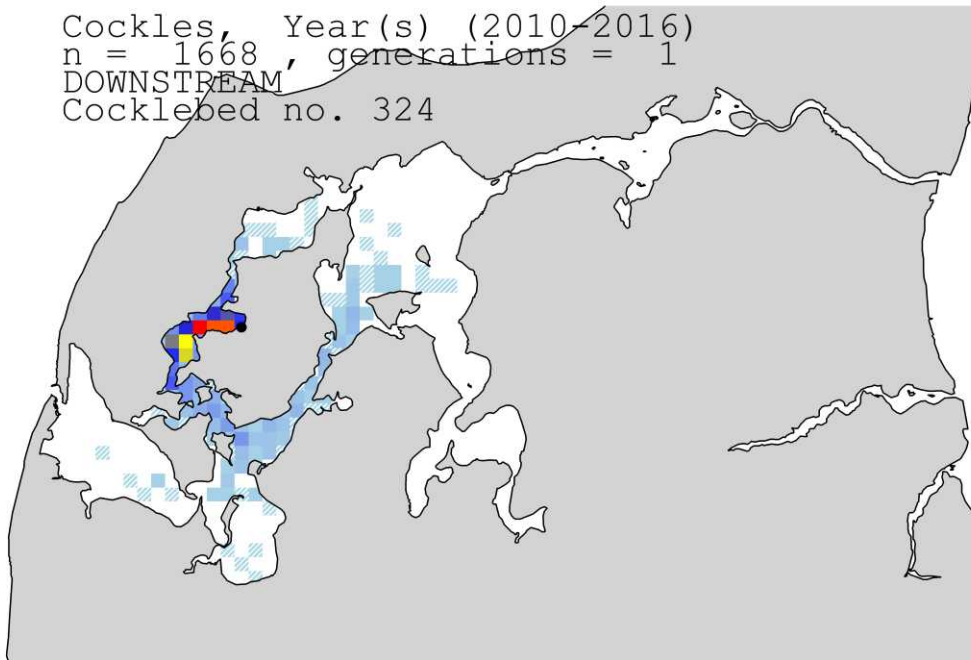 Cockles, Year(s) (2010-2016)
n = 1668 , generations = 1
DOWNSTREAM
Cocklebed no. 324